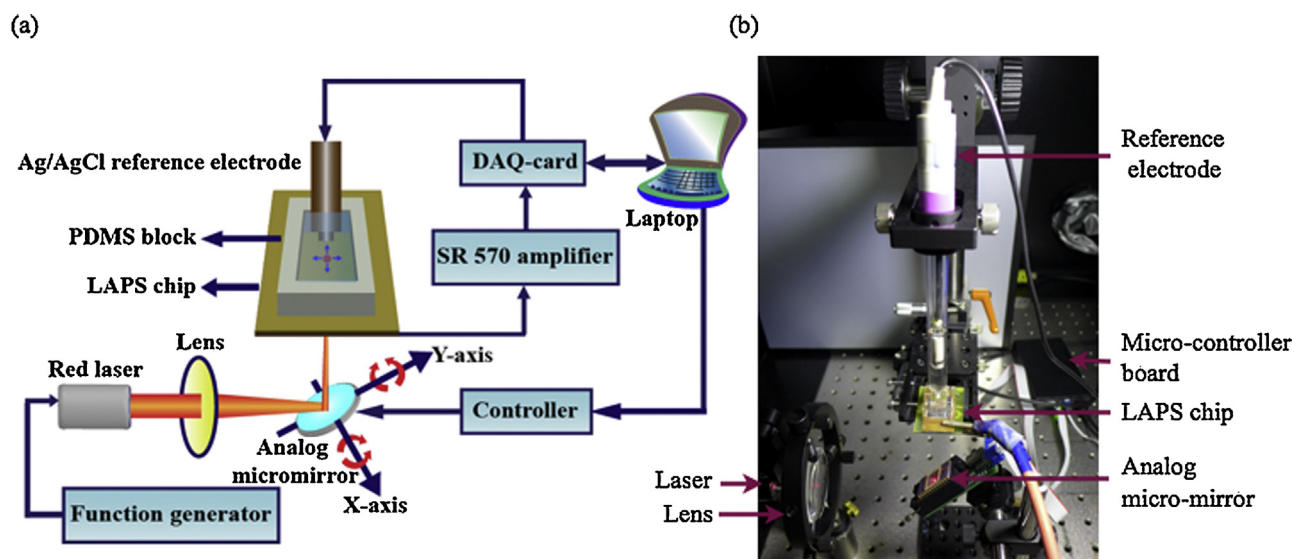 (a)
Ag/AgCl reference electrode
DAQ-card
Laptop
PDMS block
SR 570 amplifier
LAPS chip
Lens
Y-axis
Red laser
Controller
Analog
micromirror
X-axis
Function generator
(b)
Reference
electrode
Micro-controller
board
LAPS chip
Analog
micro-mirror
Laser
Lens